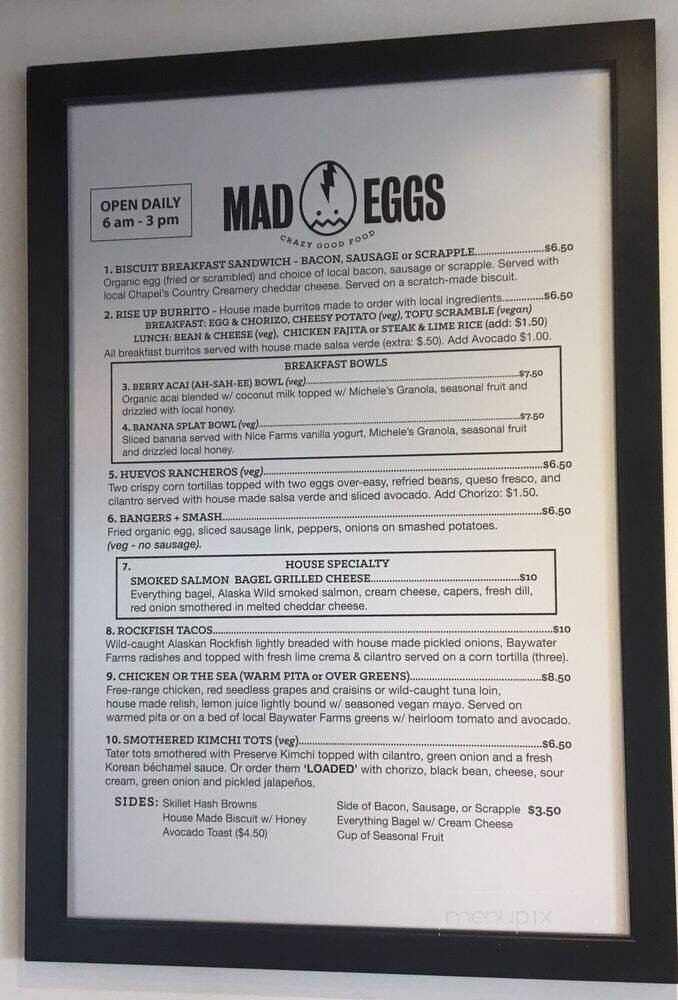 OPEN DAILY
6 am - 3 pm
MAD EGGS
CRAZY GOOD FOOD
1. BISCUIT BREAKFAST SANDWICH - BACON, SAUSAGE or SCRAPPLE....................$6.50
Organic egg (fried or scrambled) and choice of local bacon, sausage or scrapple. Served with
local Chapel's Country Creamery cheddar cheese. Served on a scratch-made biscuit.
2. RISE UP BURRITO - House made burritos made to order with local ingredients.............$6.50
BREAKFAST: EGG & CHORIZO, CHEESY POTATO (veg), TOFU SCRAMBLE (vegan)
LUNCH: BEAN & CHEESE (veg), CHICKEN FAJITA or STEAK & LIME RICE (add: $1.50)
All breakfast burritos served with house made salsa verde (extra: $.50). Add Avocado $1.00.
BREAKFAST BOWLS
3. BERRY ACAI (AH-SAH-EE) BOWL (veg)..................................................$7.50
Organic acai blended w/ coconut milk topped w/ Michele's Granola, seasonal fruit and
drizzled with local honey.
4. BANANA SPLAT BOWL (veg)..................................................$7.50
Sliced banana served with Nice Farms vanilla yogurt, Michele's Granola, seasonal fruit
and drizzled local honey.
5. HUEVOS RANCHEROS (veg)..................................................$6.50
Two crispy corn tortillas topped with two eggs over-easy, refried beans, queso fresco, and
cilantro served with house made salsa verde and sliced avocado. Add Chorizo: $1.50.
6. BANGERS + SMASH..................................................$6.50
Fried organic egg, sliced sausage link, peppers, onions on smashed potatoes.
(veg - no sausage).
7. HOUSE SPECIALTY
SMOKED SALMON BAGEL GRILLED CHEESE........................................$10
Everything bagel, Alaska Wild smoked salmon, cream cheese, capers, fresh dill,
red onion smothered in melted cheddar cheese.
8. ROCKFISH TACOS..................................................$10
Wild-caught Alaskan Rockfish lightly breaded with house made pickled onions, Baywater
Farms radishes and topped with fresh lime crema & cilantro served on a corn tortilla (three).
9. CHICKEN OR THE SEA (WARM PITA or OVER GREENS)..............................$8.50
Free-range chicken, red seedless grapes and craisins or wild-caught tuna loin,
house made relish, lemon juice lightly bound w/ seasoned vegan mayo. Served on
warmed pita or on a bed of local Baywater Farms greens w/ heirloom tomato and avocado.
10. SMOTHERED KIMCHI TOTS (veg)..................................................$6.50
Tater tots smothered with Preserve Kimchi topped with cilantro, green onion and a fresh
Korean béchamel sauce. Or order them 'LOADED' with chorizo, black bean, cheese, sour
cream, green onion and pickled jalapeños.
SIDES: Skillet Hash Browns
House Made Biscuit w/ Honey
Avocado Toast ($4.50)
Side of Bacon, Sausage, or Scrapple $3.50
Everything Bagel w/ Cream Cheese
Cup of Seasonal Fruit
menupix